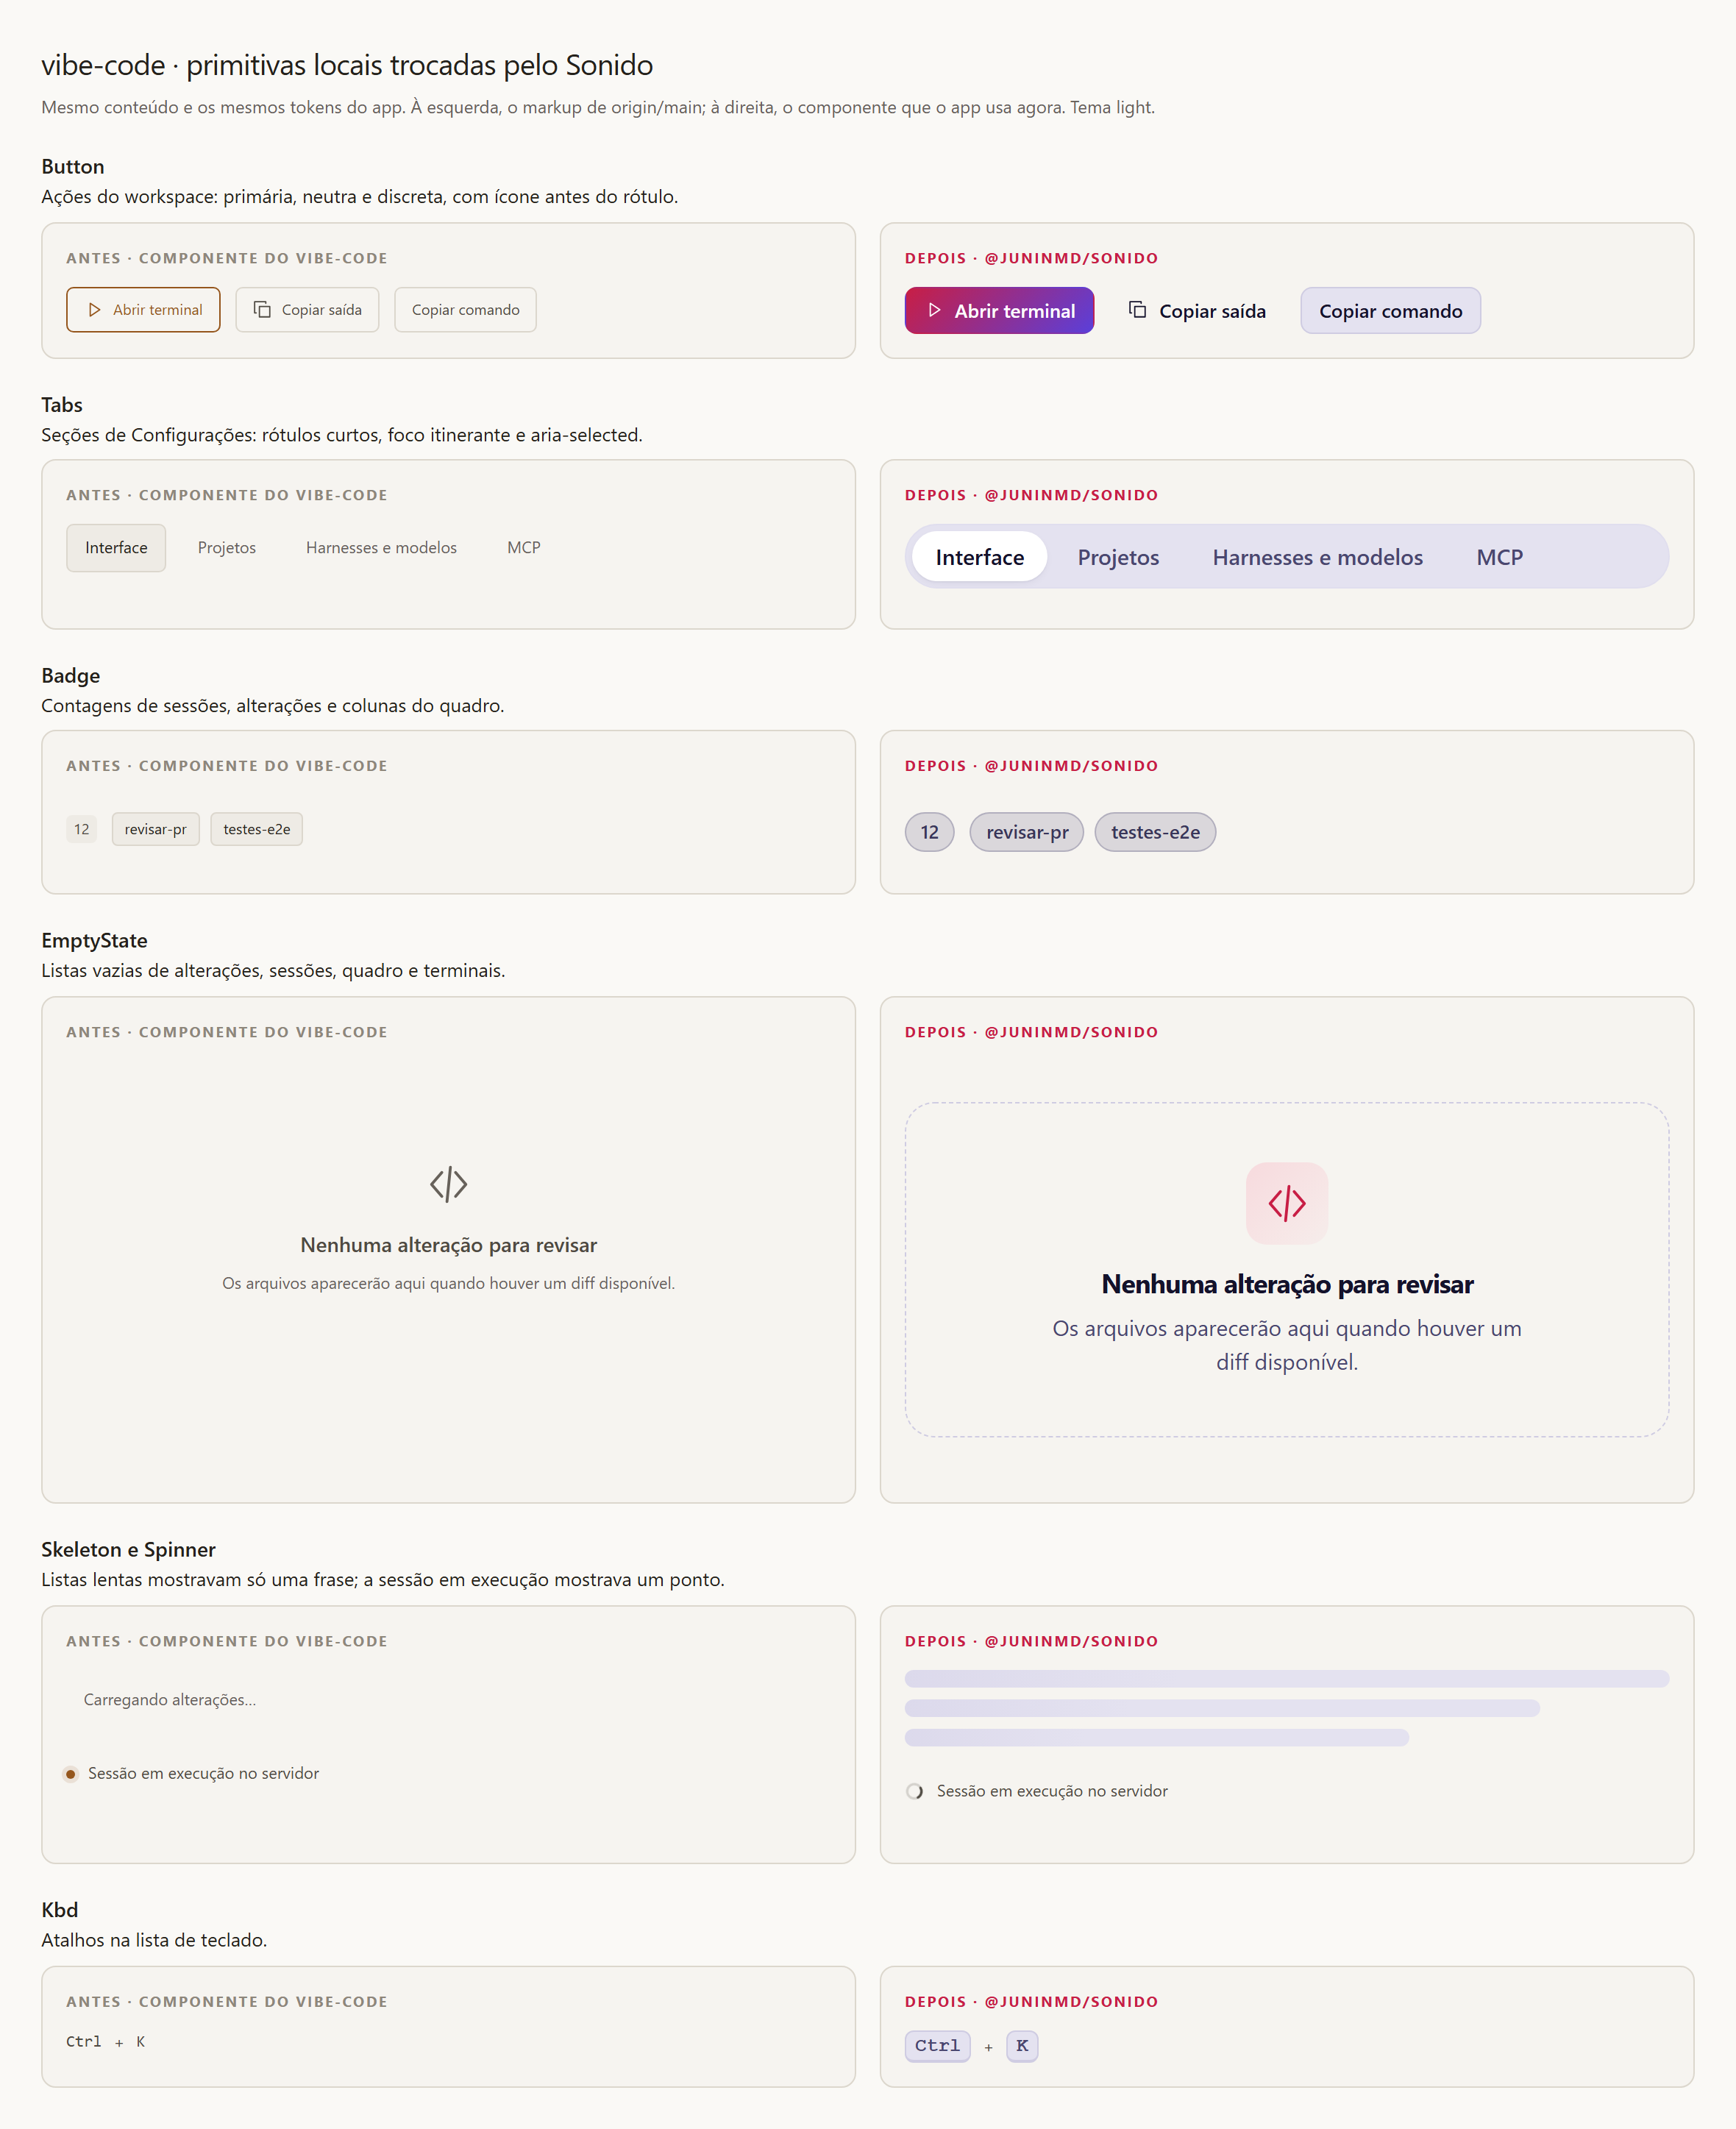 vibe-code · primitivas locais trocadas pelo Sonido
Mesmo conteúdo e os mesmos tokens do app. À esquerda, o markup de origin/main; à direita, o componente que o app usa agora. Tema light.
Button
Ações do workspace: primária, neutra e discreta, com ícone antes do rótulo.
ANTES · COMPONENTE DO VIBE-CODE
Abrir terminal
Copiar saída
Copiar comando
DEPOIS · @JUNINMD/SONIDO
Abrir terminal
Copiar saída
Copiar comando
Tabs
Seções de Configurações: rótulos curtos, foco itinerante e aria-selected.
ANTES · COMPONENTE DO VIBE-CODE
Interface
Projetos
Harnesses e modelos
MCP
DEPOIS · @JUNINMD/SONIDO
Interface
Projetos
Harnesses e modelos
MCP
Badge
Contagens de sessões, alterações e colunas do quadro.
ANTES · COMPONENTE DO VIBE-CODE
12
revisar-pr
testes-e2e
DEPOIS · @JUNINMD/SONIDO
12
revisar-pr
testes-e2e
EmptyState
Listas vazias de alterações, sessões, quadro e terminais.
ANTES · COMPONENTE DO VIBE-CODE
Nenhuma alteração para revisar
Os arquivos aparecerão aqui quando houver um diff disponível.
DEPOIS · @JUNINMD/SONIDO
Nenhuma alteração para revisar
Os arquivos aparecerão aqui quando houver um
diff disponível.
Skeleton e Spinner
Listas lentas mostravam só uma frase; a sessão em execução mostrava um ponto.
ANTES · COMPONENTE DO VIBE-CODE
Carregando alterações...
Sessão em execução no servidor
DEPOIS · @JUNINMD/SONIDO
Sessão em execução no servidor
Kbd
Atalhos na lista de teclado.
ANTES · COMPONENTE DO VIBE-CODE
Ctrl + K
DEPOIS · @JUNINMD/SONIDO
Ctrl + K